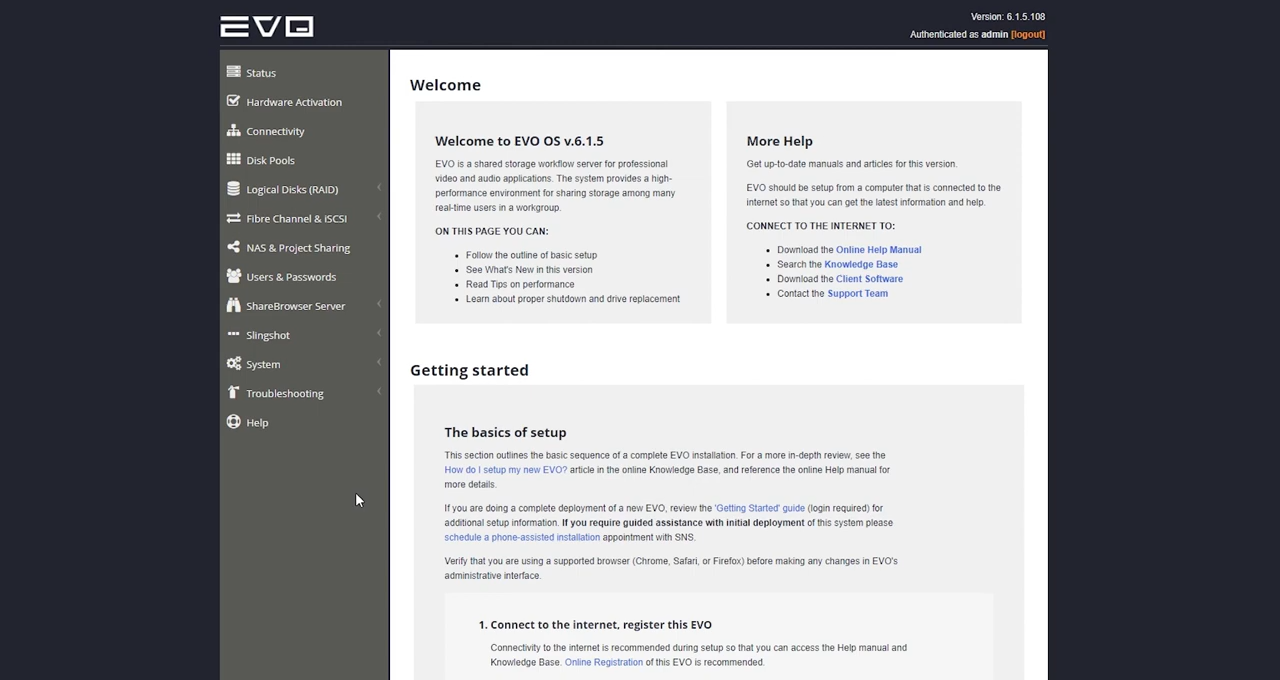 EVO
Version: 6.1.5.108
Authenticated as admin [logout]
Status
Hardware Activation
Connectivity
Disk Pools
Logical Disks (RAID)
Fibre Channel & iSCSI
NAS & Project Sharing
Users & Passwords
ShareBrowser Server
Slingshot
System
Troubleshooting
Help
Welcome
Welcome to EVO OS v.6.1.5
EVO is a shared storage workflow server for professional
video and audio applications. The system provides a high-
performance environment for sharing storage among many
real-time users in a workgroup.
ON THIS PAGE YOU CAN:
Follow the outline of basic setup
See What's New in this version
Read Tips on performance
Learn about proper shutdown and drive replacement
More Help
Get up-to-date manuals and articles for this version.
EVO should be setup from a computer that is connected to the
internet so that you can get the latest information and help.
CONNECT TO THE INTERNET TO:
Download the Online Help Manual
Search the Knowledge Base
Download the Client Software
Contact the Support Team
Getting started
The basics of setup
This section outlines the basic sequence of a complete EVO installation. For a more in-depth review, see the
How do I setup my new EVO? article in the online Knowledge Base, and reference the online Help manual for
more details.
If you are doing a complete deployment of a new EVO, review the 'Getting Started' guide (login required) for
additional setup information. If you require guided assistance with initial deployment of this system please
schedule a phone-assisted installation appointment with SNS.
Verify that you are using a supported browser (Chrome, Safari, or Firefox) before making any changes in EVO's
administrative interface.
1. Connect to the internet, register this EVO
Connectivity to the internet is recommended during setup so that you can access the Help manual and
Knowledge Base. Online Registration of this EVO is recommended.